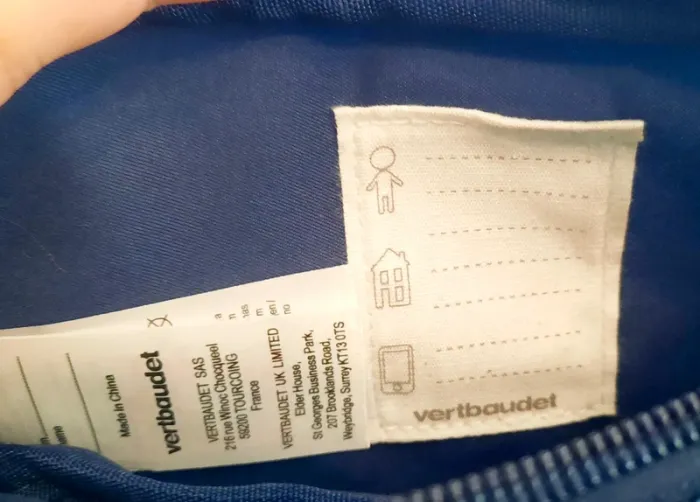 vertbaudet
Made in China
vertbaudet
VERTBAUDET SAS
216 rue Winoc Chocqueel
59200 TOURCOING
France
VERTBAUDET UK LIMITED
Elder House,
St Georges Business Park,
207 Brooklands Road,
Weybridge, Surrey KT13 0TS